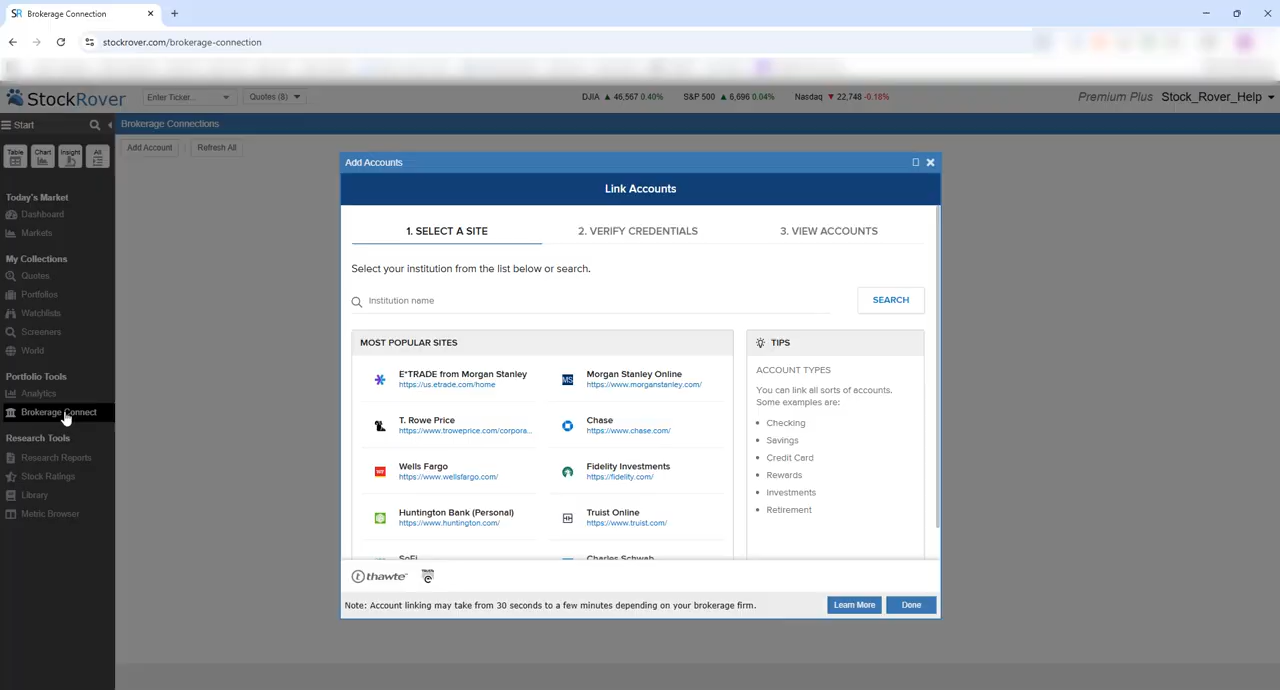 SR Brokerage Connection
stockrover.com/brokerage-connection
StockRover
Enter Ticker...
Quotes (8)
DJIA ▲ 46,567 0.40%
S&P 500 ▲ 6,696 0.04%
Nasdaq ▼ 22,748 -0.18%
Premium Plus
Stock_Rover_Help
Start
Brokerage Connections
Table
Chart
Insight
All
Add Account
Refresh All
Today's Market
Dashboard
Markets
My Collections
Quotes
Portfolios
Watchlists
Screeners
World
Portfolio Tools
Analytics
Brokerage Connect
Research Tools
Research Reports
Stock Ratings
Library
Metric Browser
Add Accounts
Link Accounts
1. SELECT A SITE
2. VERIFY CREDENTIALS
3. VIEW ACCOUNTS
Select your institution from the list below or search.
Institution name
SEARCH
MOST POPULAR SITES
E*TRADE from Morgan Stanley
https://us.etrade.com/home
MS
Morgan Stanley Online
https://www.morganstanley.com/
T. Rowe Price
https://www.troweprice.com/corpora...
Chase
https://www.chase.com/
Wells Fargo
https://www.wellsfargo.com/
Fidelity Investments
https://fidelity.com/
Huntington Bank (Personal)
https://www.huntington.com/
Truist Online
https://www.truist.com/
SoFi
Charles Schwab
TIPS
ACCOUNT TYPES
You can link all sorts of accounts.
Some examples are:
• Checking
• Savings
• Credit Card
• Rewards
• Investments
• Retirement
thawte
Note: Account linking may take from 30 seconds to a few minutes depending on your brokerage firm.
Learn More
Done